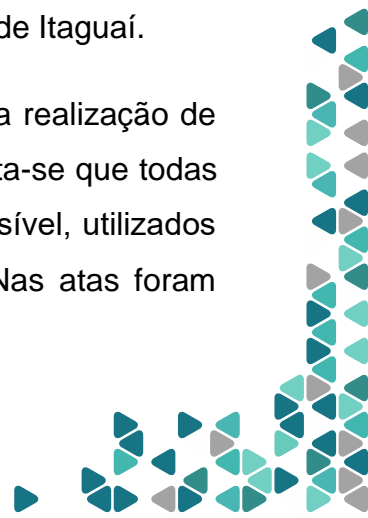 de Itaguaí.
a realização de
ta-se que todas
sível, utilizados
Nas atas foram